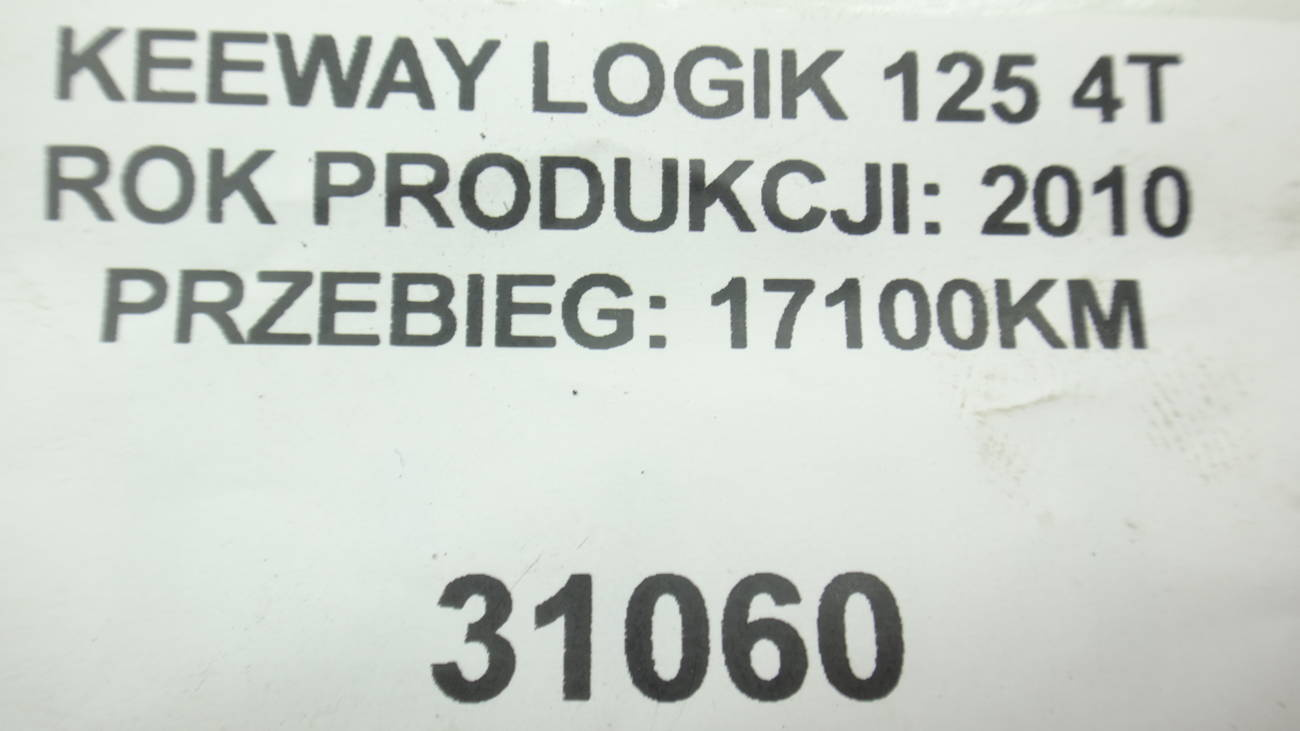 KEEWAY LOGIK 125 4T
ROK PRODUKCJI: 2010
PRZEBIEG: 17100KM
31060